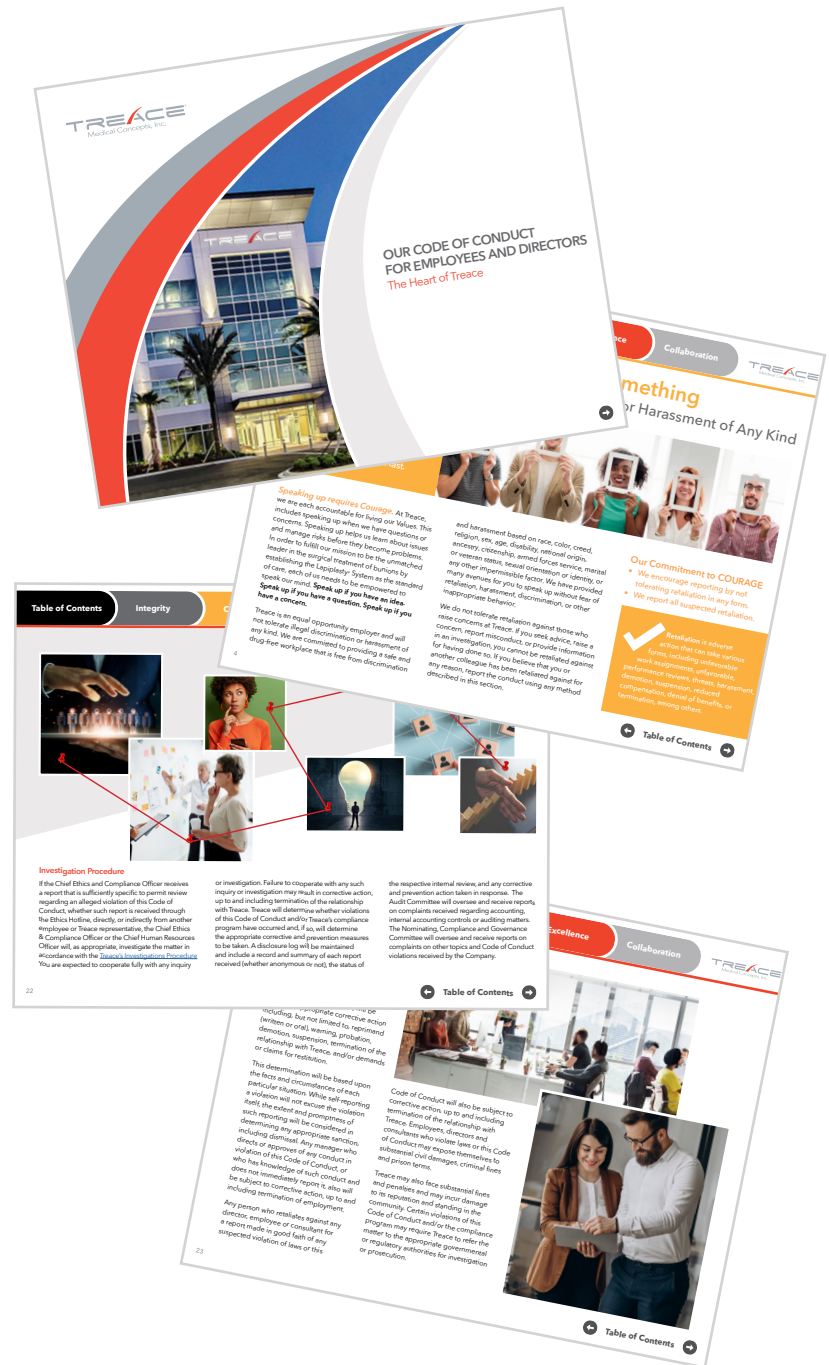 TREACE
Medical Concepts, Inc.
TREACE
OUR CODE OF CONDUCT
FOR EMPLOYEES AND DIRECTORS
The Heart of Treace
Collaboration
TREACE
Medical Concepts, Inc.
mething
or Harassment of Any Kind
Speaking up requires Courage. At Treace,
we are each accountable for living our Values. This
includes speaking up when we have questions or
concerns. Speaking up helps us learn about issues
and manage risks before they become problems.
In order to fulfill our mission to be the unmatched
leader in the surgical treatment of bunions by
establishing the Lapiplasty® System as the standard
of care, each of us needs to be empowered to
speak our mind. Speak up if you have an idea.
Speak up if you have a question. Speak up if you
have a concern.
Treace is an equal opportunity employer and will
not tolerate illegal discrimination or harassment of
any kind. We are committed to providing a safe and
drug-free workplace that is free from discrimination
4
and harassment based on race, color, creed,
religion, sex, age, disability, national origin,
ancestry, citizenship, armed forces service, marital
or veteran status, sexual orientation or identity, or
any other impermissible factor. We have provided
many avenues for you to speak up without fear of
retaliation, harassment, discrimination, or other
inappropriate behavior.
We do not tolerate retaliation against those who
raise concerns at Treace. If you seek advice, raise a
concern, report misconduct, or provide information
in an investigation, you cannot be retaliated against
for having done so. If you believe that you or
another colleague has been retaliated against for
any reason, report the conduct using any method
described in this section.
Our Commitment to COURAGE
• We encourage reporting by not
tolerating retaliation in any form.
• We report all suspected retaliation.
Retaliation is adverse
action that can take various
forms, including unfavorable
work assignments, unfavorable
performance reviews, threats, harassment,
demotion, suspension, reduced
compensation, denial of benefits, or
termination, among others.
Table of Contents
Table of Contents
Integrity
Investigation Procedure
If the Chief Ethics and Compliance Officer receives
a report that is sufficiently specific to permit review
regarding an alleged violation of this Code of
Conduct, whether such report is received through
the Ethics Hotline, directly, or indirectly from another
employee or Treace representative, the Chief Ethics
& Compliance Officer or the Chief Human Resources
Officer will, as appropriate, investigate the matter in
accordance with the Treace's Investigations Procedure
You are expected to cooperate fully with any inquiry
or investigation. Failure to cooperate with any such
inquiry or investigation may result in corrective action,
up to and including termination of the relationship
with Treace. Treace will determine whether violations
of this Code of Conduct and/or Treace's compliance
program have occurred and, if so, will determine
the appropriate corrective and prevention measures
to be taken. A disclosure log will be maintained
and include a record and summary of each report
received (whether anonymous or not), the status of
the respective internal review, and any corrective
and prevention action taken in response. The
Audit Committee will oversee and receive reports
on complaints received regarding accounting,
internal accounting controls or auditing matters.
The Nominating, Compliance and Governance
Committee will oversee and receive reports on
complaints on other topics and Code of Conduct
violations received by the Company.
22
Table of Contents
Excellence
Collaboration
TREACE
Medical Concepts, Inc.
corrective action
including, but not limited to, reprimand
(written or oral), warning, probation,
demotion, suspension, termination of the
relationship with Treace, and/or demands
or claims for restitution.
This determination will be based upon
the facts and circumstances of each
particular situation. While self-reporting
a violation will not excuse the violation
itself, the extent and promptness of
such reporting will be considered in
determining any appropriate sanction,
including dismissal. Any manager who
directs or approves of any conduct in
violation of this Code of Conduct, or
who has knowledge of such conduct and
does not immediately report it, also will
be subject to corrective action, up to and
including termination of employment.
Any person who retaliates against any
director, employee or consultant for
a report made in good faith of any
suspected violation of laws or this
23
Code of Conduct will also be subject to
corrective action, up to and including
termination of the relationship with
Treace. Employees, directors and
consultants who violate laws or this Code
of Conduct may expose themselves to
substantial civil damages, criminal fines
and prison terms.
Treace may also face substantial fines
and penalties and may incur damage
to its reputation and standing in the
community. Certain violations of this
Code of Conduct and/or the compliance
program may require Treace to refer the
matter to the appropriate governmental
or regulatory authorities for investigation
or prosecution.
Table of Contents